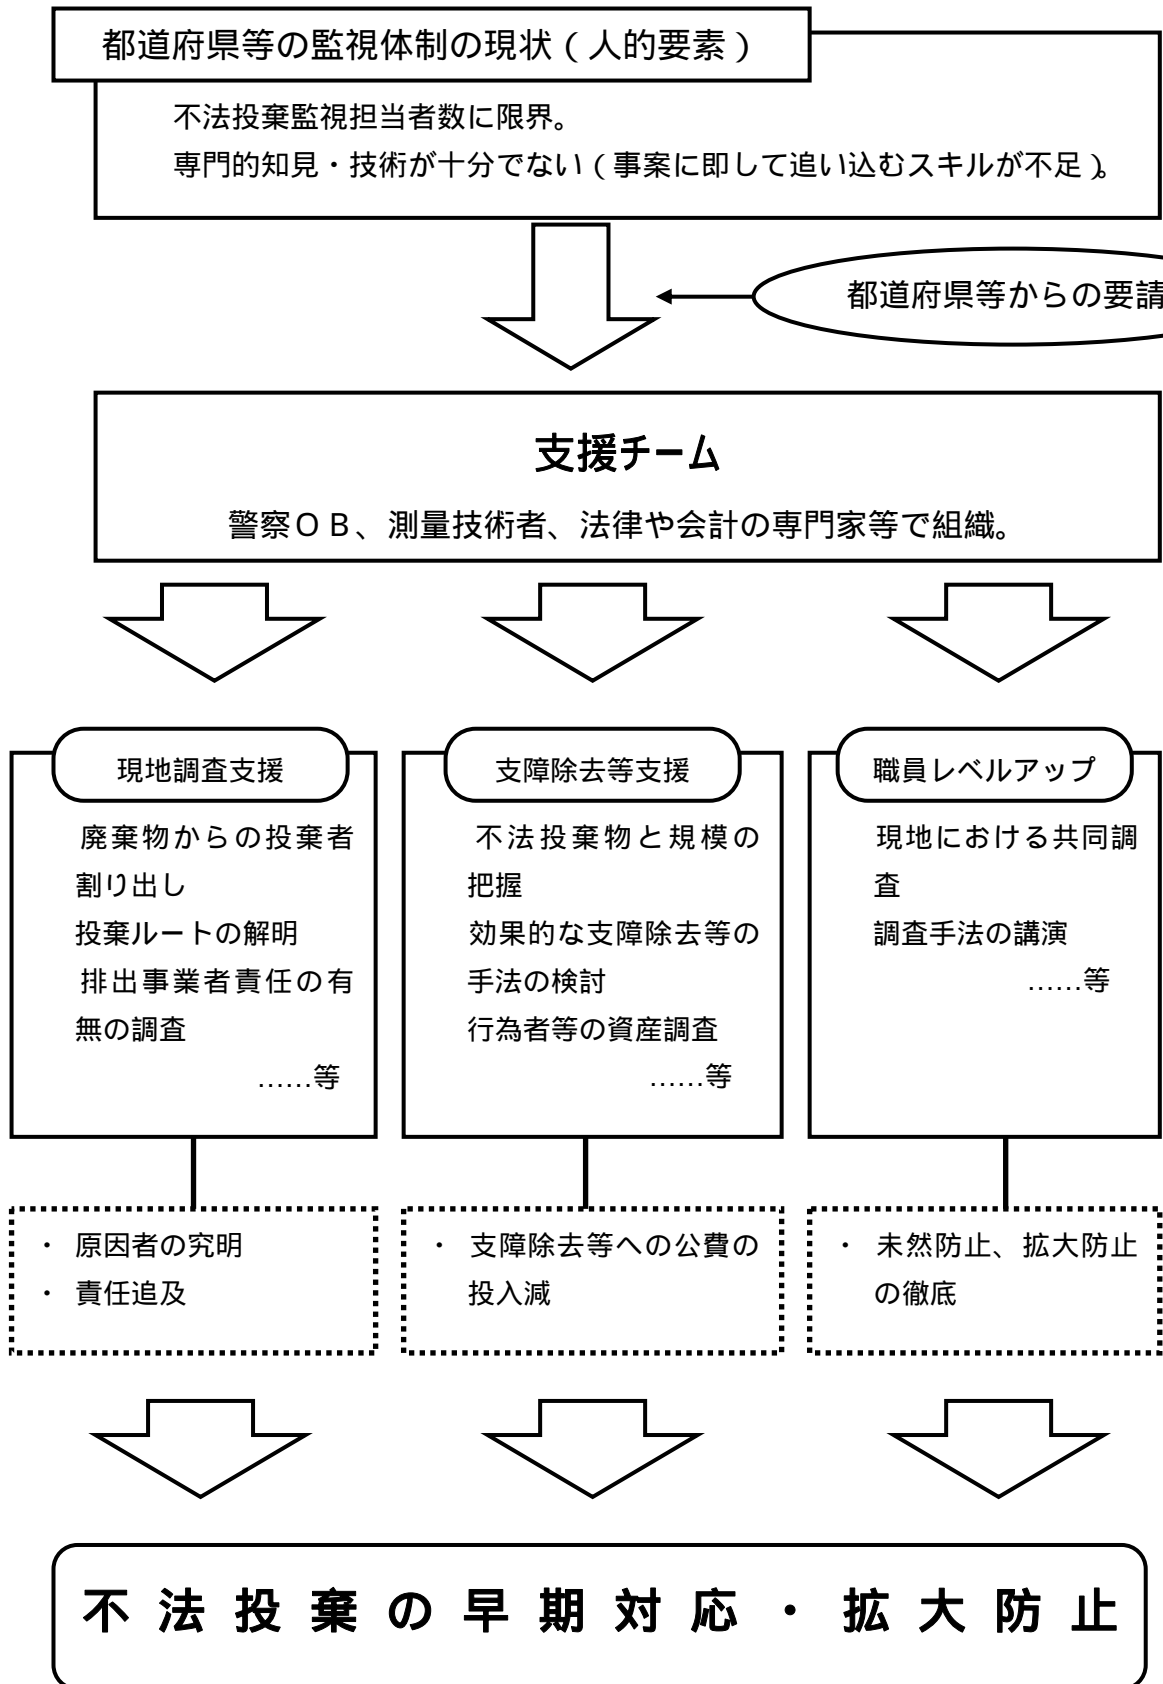 都道府県等の監視体制の現状（人的要素）
不法投棄監視担当者数に限界。
専門的知見・技術が十分でない（事案に即して追い込むスキルが不足）。
都道府県等からの要請
支援チーム
警察ＯＢ、測量技術者、法律や会計の専門家等で組織。
現地調査支援
廃棄物からの投棄者
割り出し
投棄ルートの解明
排出事業者責任の有
無の調査
……等
支障除去等支援
不法投棄物と規模の
把握
効果的な支障除去等の
手法の検討
行為者等の資産調査
……等
職員レベルアップ
現地における共同調
査
調査手法の講演
……等
・ 原因者の究明
・ 責任追及
・ 支障除去等への公費の
投入減
・ 未然防止、拡大防止
の徹底
不法投棄の早期対応・拡大防止